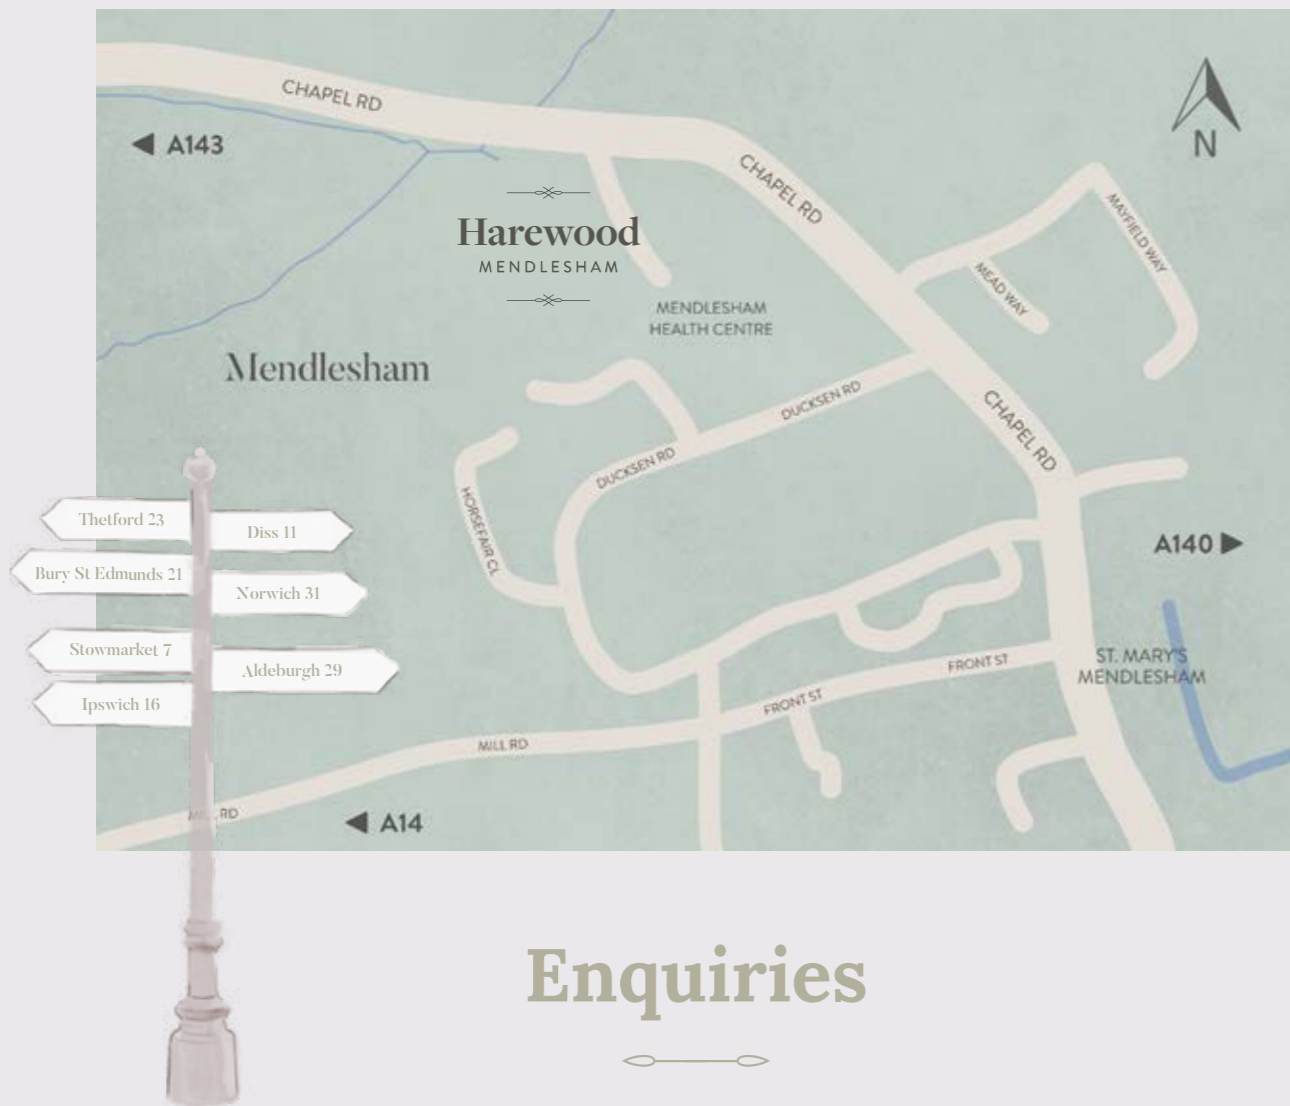 CHAPEL RD
A143
N
CHAPEL RD
Harewood
MENDLESHAM
MAYFIELD WAY
MEAD WAY
MENDLESHAM
HEALTH CENTRE
Mendlesham
DUCKSEN RD
CHAPEL RD
DUCKSEN RD
HORSEFAIR CL
Thetford 23
Diss 11
A140
Bury St Edmunds 21
Norwich 31
Stowmarket 7
Aldeburgh 29
Ipswich 16
ST. MARY'S
MENDLESHAM
FRONT ST
FRONT ST
MILL RD
RD
A14
Enquiries